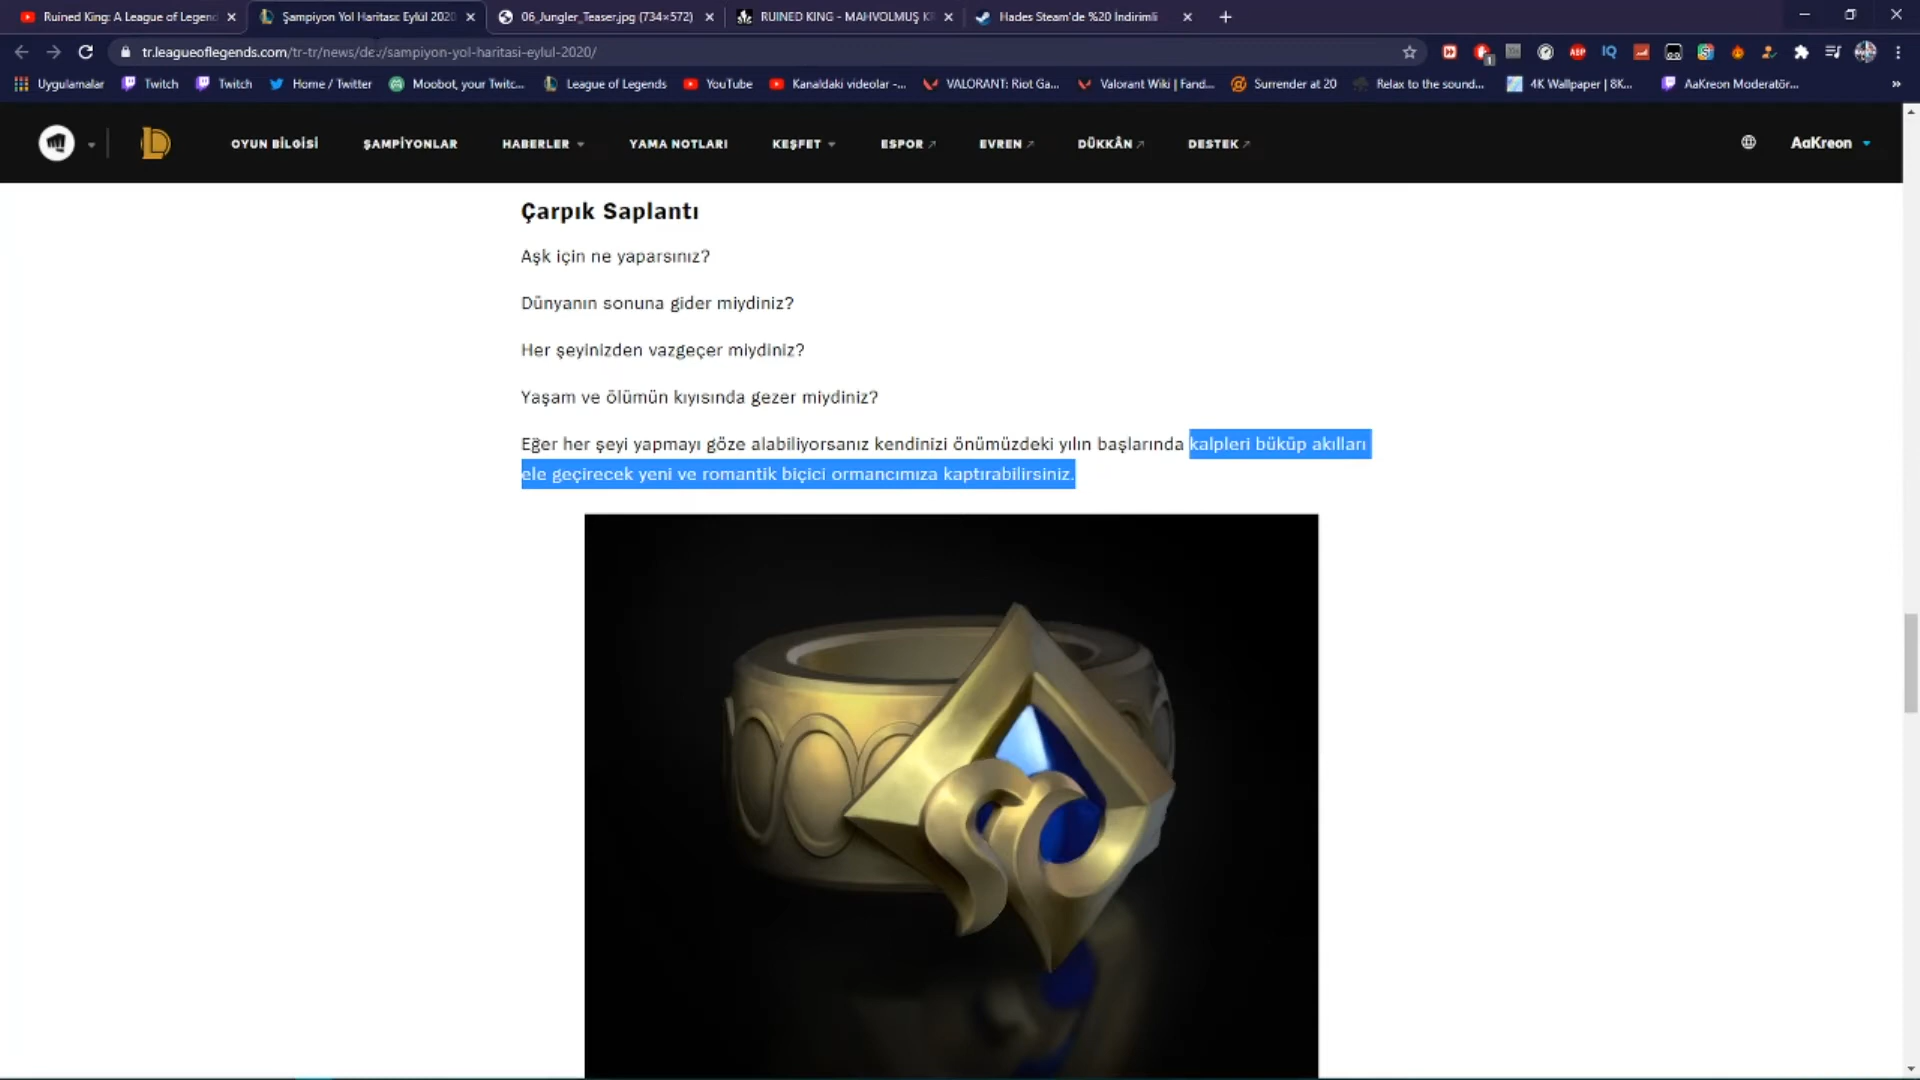 Ruined King: A League of Legen
Şampiyon Yol Haritası: Eylül 2020
06_Jungler_Teaser.jpg (734×572)
RUINED KING - MAHVOLMUŞ K
Hades Steam'de %20 İndirimli
tr.leagueoflegends.com/tr-tr/news/dev/sampiyon-yol-haritasi-eylul-2020/
Uygulamalar
Twitch
Twitch
Home / Twitter
Moobot, your Twitc...
League of Legends
YouTube
Kanaldaki videolar -...
VALORANT: Riot Ga...
Valorant Wiki | Fand...
Surrender at 20
Relax to the sound...
4K Wallpaper | 8K...
AaKreon Moderatör...
»
OYUN BİLGİSİ
ŞAMPİYONLAR
HABERLER
YAMA NOTLARI
KEŞFET
ESPOR
EVREN
DÜKKÂN
DESTEK
AaKreon
Çarpık Saplantı
Aşk için ne yaparsınız?
Dünyanın sonuna gider miydiniz?
Her şeyinizden vazgeçer miydiniz?
Yaşam ve ölümün kıyısında gezer miydiniz?
Eğer her şeyi yapmayı göze alabiliyorsanız kendinizi önümüzdeki yılın başlarında kalpleri büküp akılları
ele geçirecek yeni ve romantik biçici ormancımıza kaptırabilirsiniz.